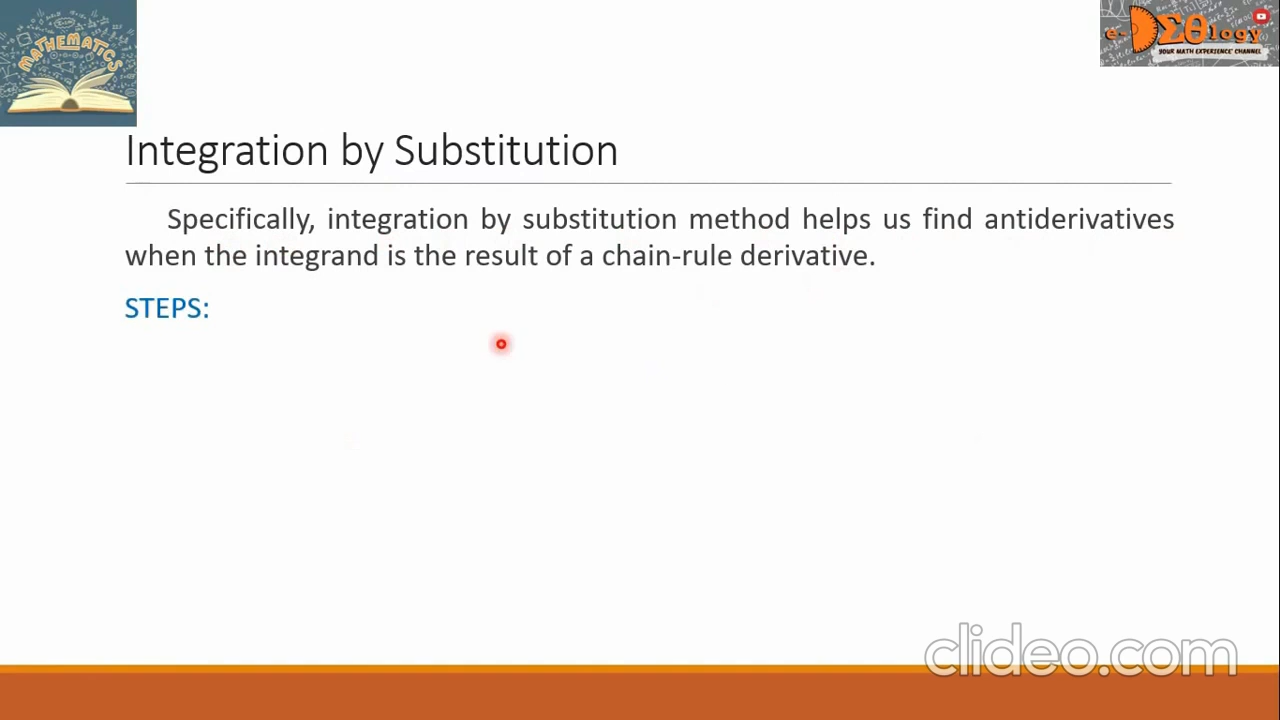 MATHEMATICS
e-DΣθlogy
YOUR MATH EXPERIENCE CHANNEL
Integration by Substitution
Specifically, integration by substitution method helps us find antiderivatives
when the integrand is the result of a chain-rule derivative.
STEPS:
clideo.com